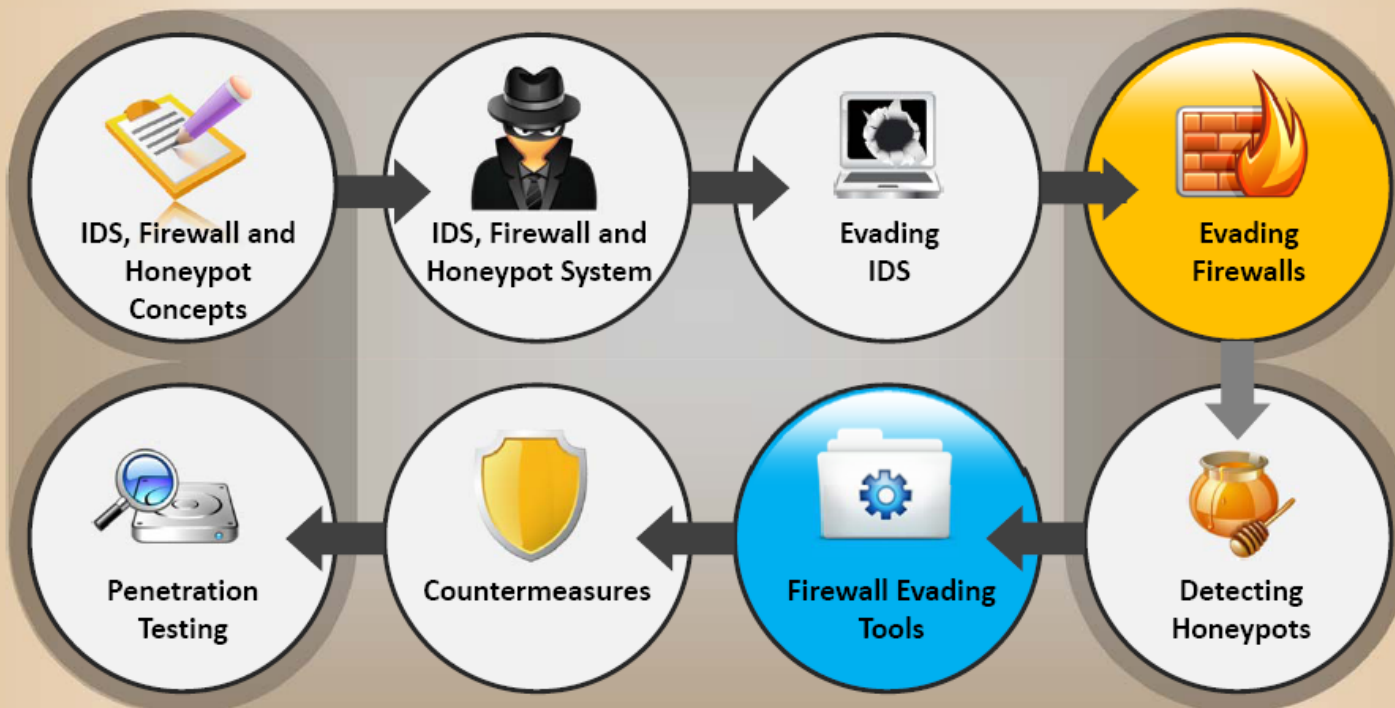 IDS, Firewall and
Honeypot
Concepts
IDS, Firewall and
Honeypot System
Evading
IDS
Evading
Firewalls
Detecting
Honeypots
Firewall Evading
Tools
Countermeasures
Penetration
Testing